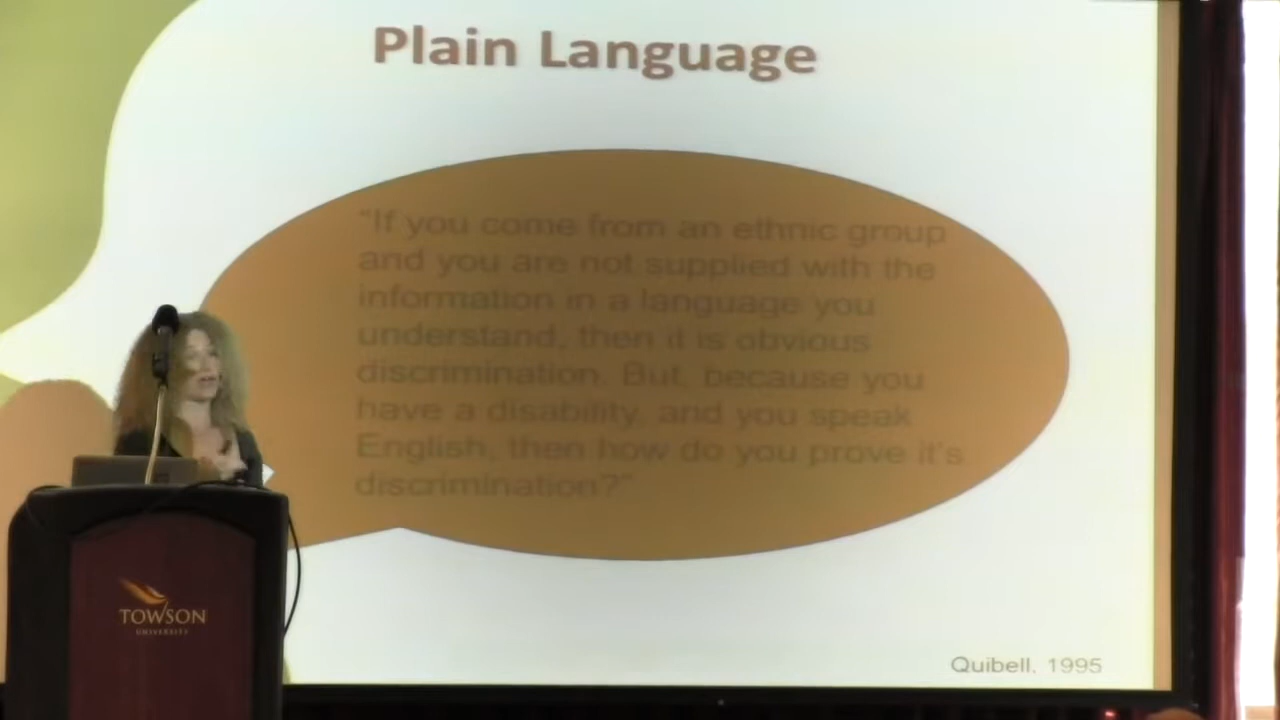 Plain Language
"If you come from an ethnic group
and you are not supplied with the
information in a language you
understand, then it is obvious
discrimination. But, because you
have a disability, and you speak
English, then how do you prove it's
discrimination?"
Quibell, 1995
TOWSON
UNIVERSITY